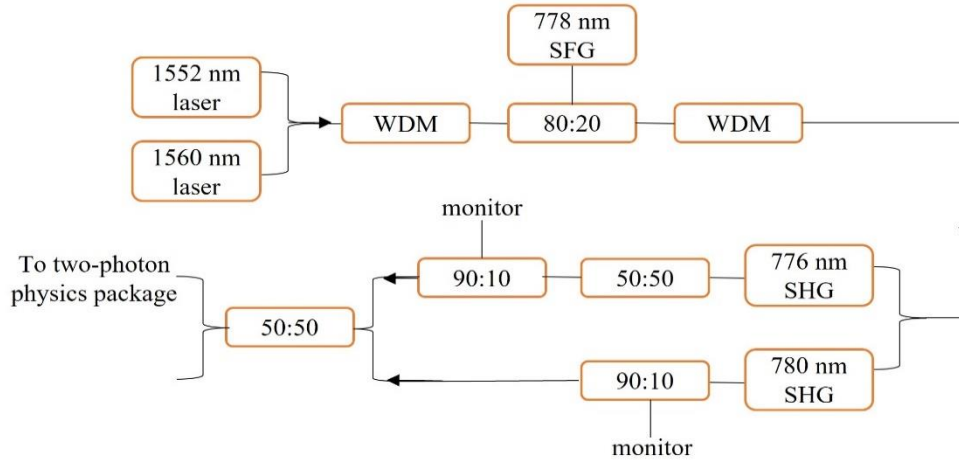 778 nm
SFG
1552 nm
laser
WDM
80:20
WDM
1560 nm
laser
monitor
To two-photon
physics package
90:10
50:50
776 nm
SHG
50:50
90:10
780 nm
SHG
monitor